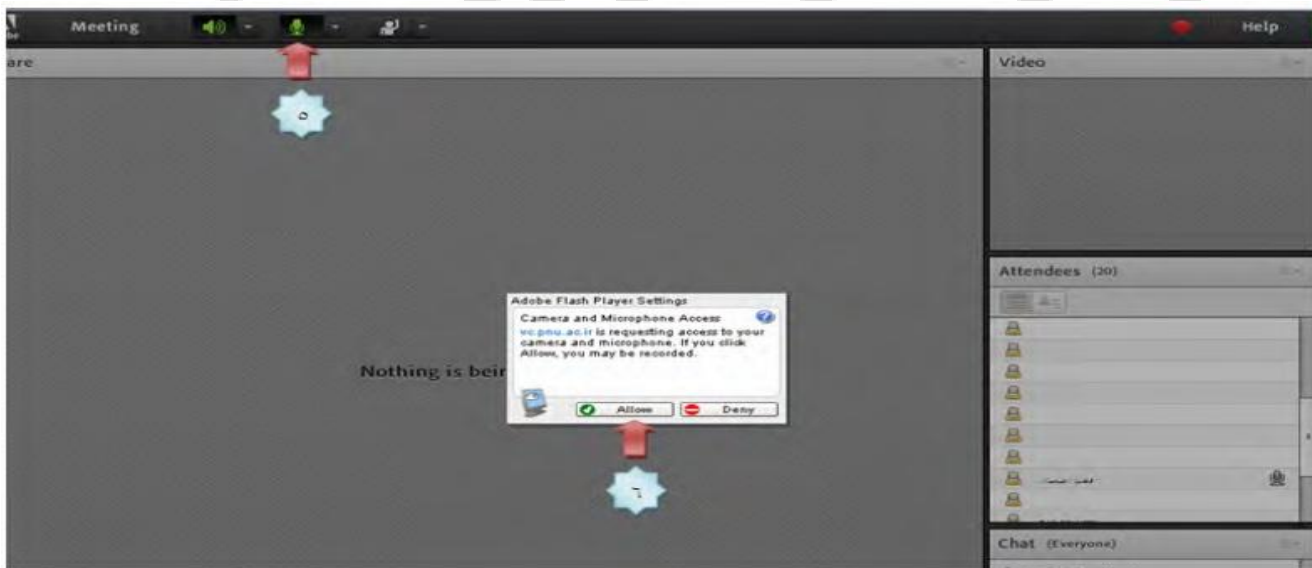 Meeting
Help
are
Video
۵
Attendees (20)
Adobe Flash Player Settings
Camera and Microphone Access
vc.pnu.ac.ir is requesting access to your
camera and microphone. If you click
Allow, you may be recorded.
Nothing is bein
Allow
Deny
۶
Chat (Everyone)